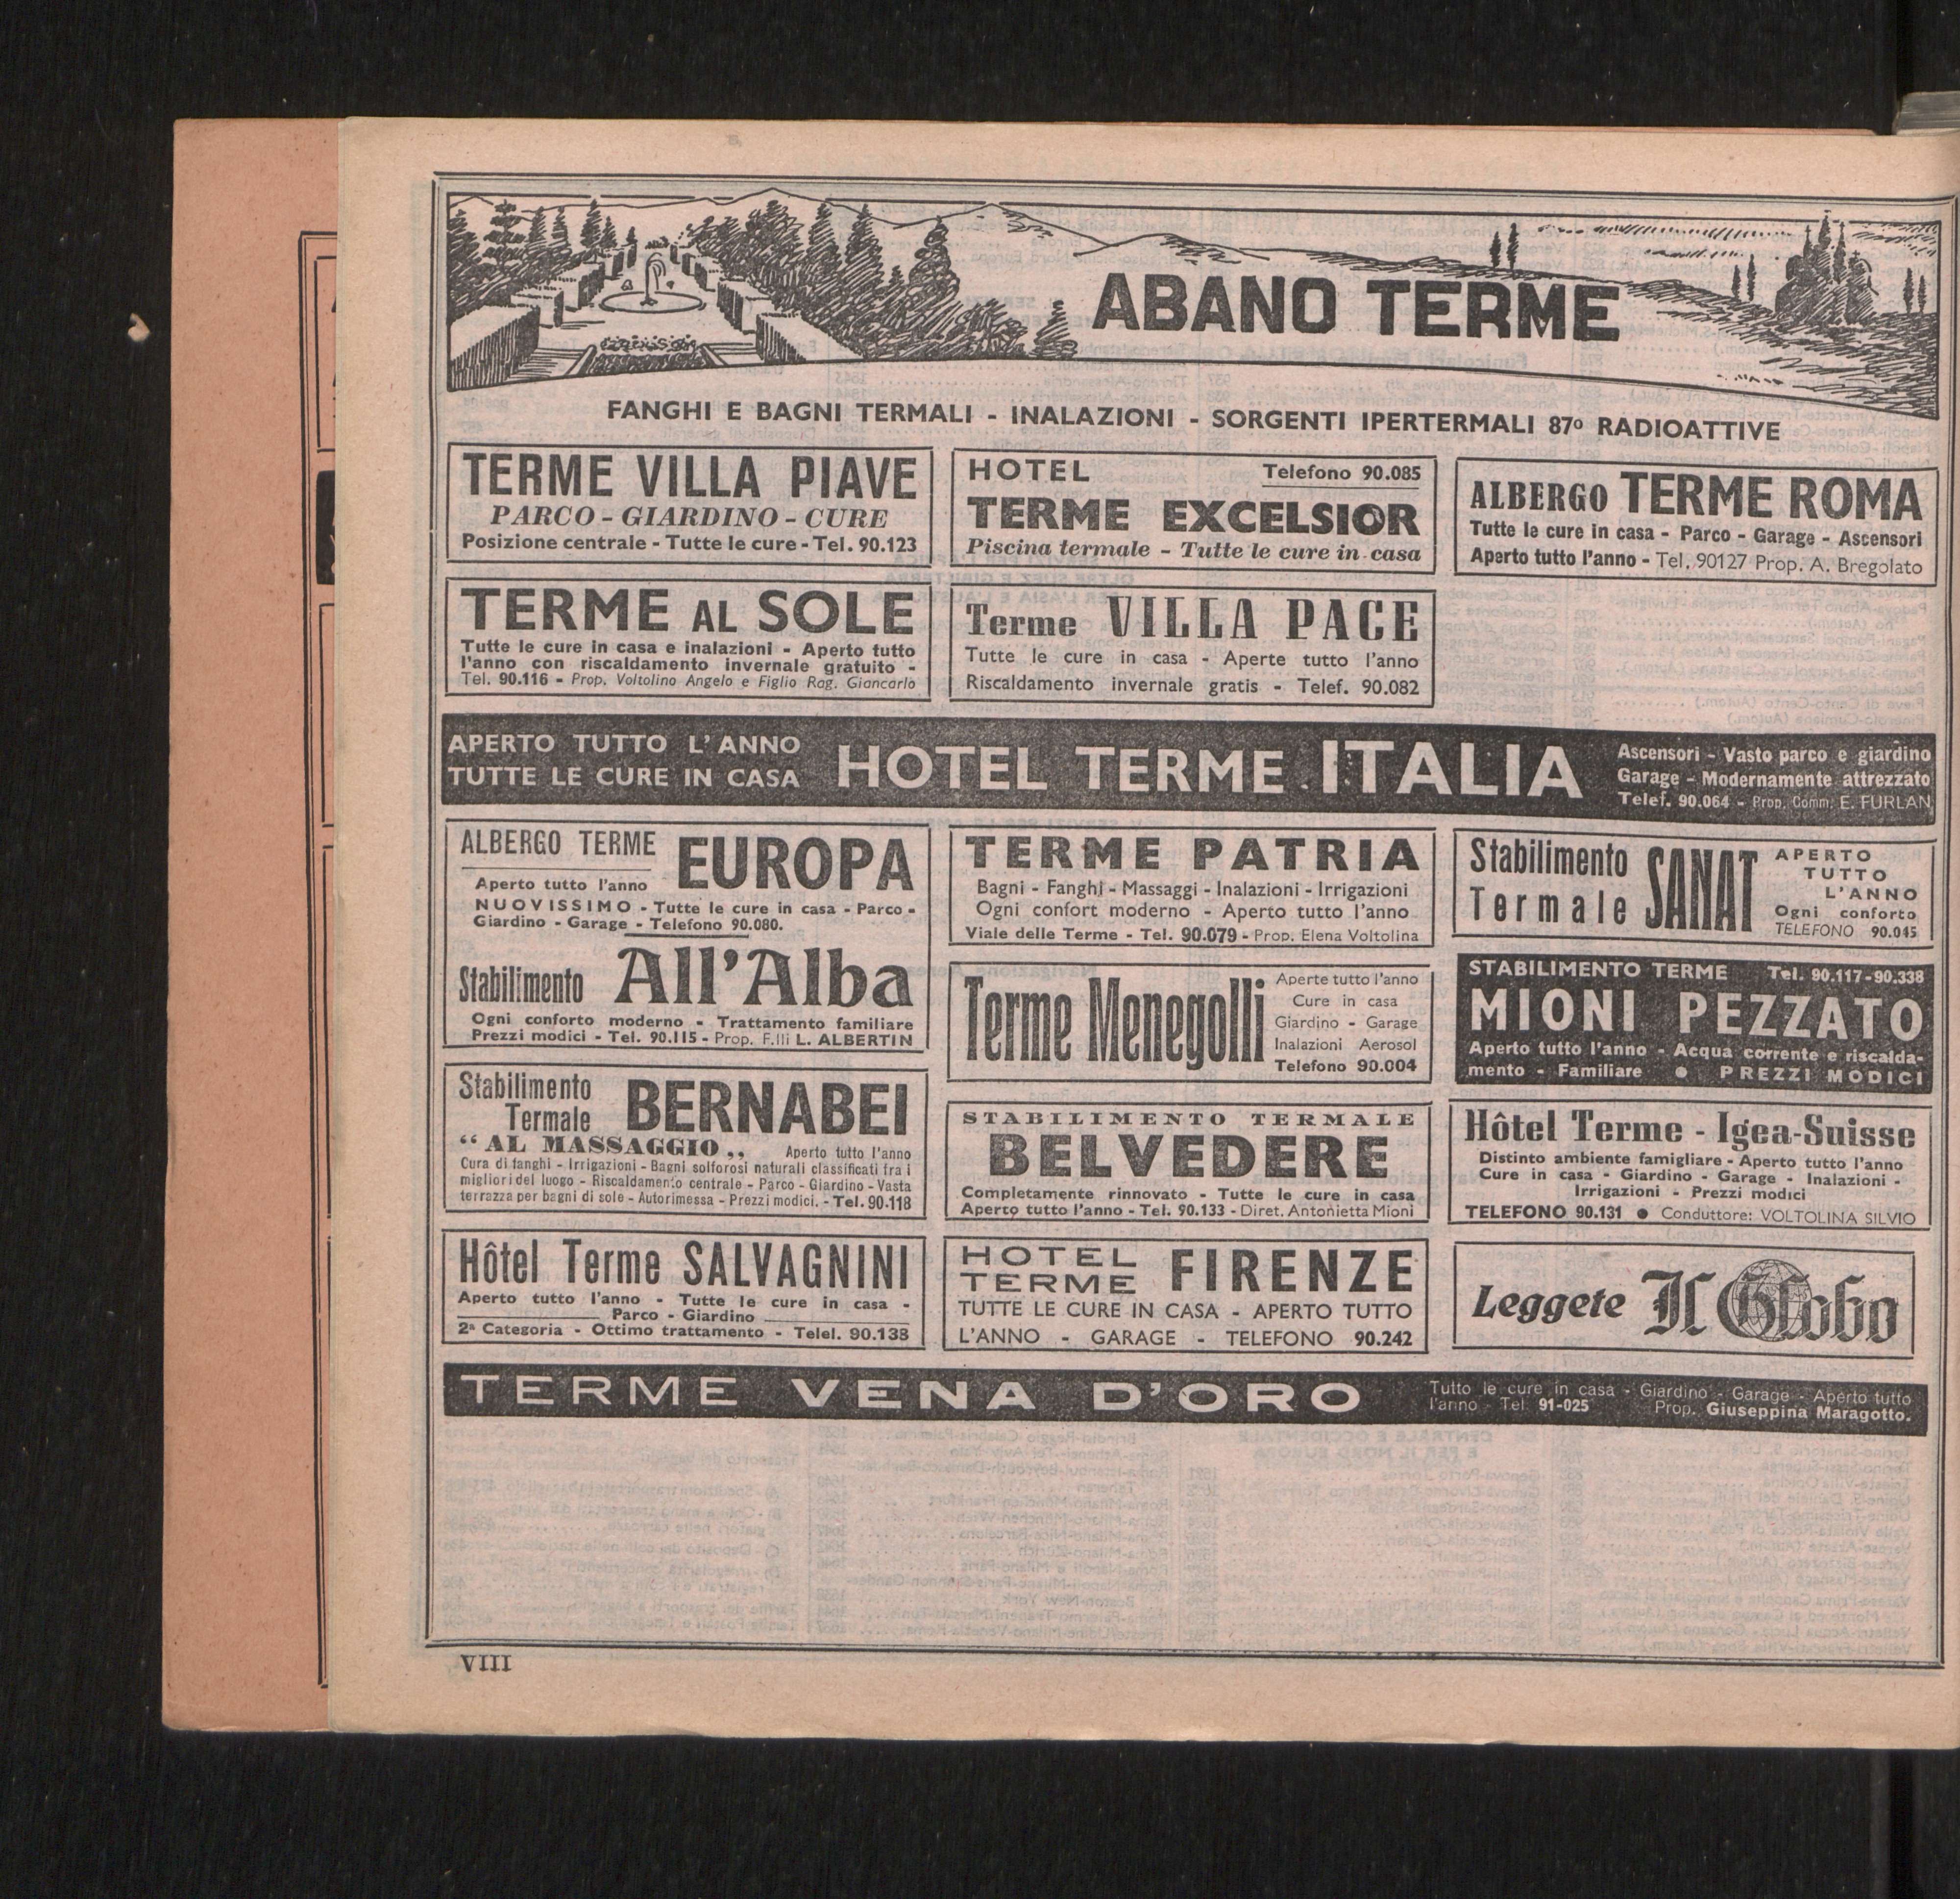 ABANO TERME
FANGHI E BAGNI TERMALI - INALAZIONI - SORGENTI IPERTERMALI 87º RADIOATTIVE
TERME VILLA PIAVE
PARCO - GIARDINO - CURE
Posizione centrale - Tutte le cure - Tel. 90.123
HOTEL Telefono 90.085
TERME EXCELSIOR
Piscina termale - Tutte le cure in casa
ALBERGO TERME ROMA
Tutte le cure in casa - Parco - Garage - Ascensori
Aperto tutto l'anno - Tel. 90127 Prop. A. Bregolato
TERME AL SOLE
Tutte le cure in casa e inalazioni - Aperto tutto
l'anno con riscaldamento invernale gratuito -
Tel. 90.116 - Prop. Voltolino Angelo e Figlio Rag. Giancarlo
Terme VILLA PACE
Tutte le cure in casa - Aperte tutto l'anno
Riscaldamento invernale gratis - Telef. 90.082
APERTO TUTTO L'ANNO
TUTTE LE CURE IN CASA
HOTEL TERME ITALIA
Ascensori - Vasto parco e giardino
Garage - Modernamente attrezzato
Telef. 90.064 - Prop. Comm. E. FURLAN
ALBERGO TERME EUROPA
Aperto tutto l'anno
NUOVISSIMO - Tutte le cure in casa - Parco -
Giardino - Garage - Telefono 90.080.
Stabilimento All'Alba
Ogni conforto moderno - Trattamento familiare
Prezzi modici - Tel. 90.115 - Prop. F.lli L. ALBERTIN
TERME PATRIA
Bagni - Fanghi - Massaggi - Inalazioni - Irrigazioni
Ogni confort moderno - Aperto tutto l'anno
Viale delle Terme - Tel. 90.079 - Prop. Elena Voltolina
Stabilimento
Termale
SANAT
APERTO
TUTTO
L'ANNO
Ogni conforto
TELEFONO 90.045
Terme Menegolli
Aperte tutto l'anno
Cure in casa
Giardino - Garage
Inalazioni Aerosol
Telefono 90.004
STABILIMENTO TERME Tel. 90.117-90.338
MIONI PEZZATO
Aperto tutto l'anno - Acqua corrente e riscalda-
mento - Familiare ● PREZZI MODICI
Stabilimento
Termale
BERNABEI
“AL MASSAGGIO„ Aperto tutto l'anno
Cura di fanghi - Irrigazioni - Bagni solforosi naturali classificati fra i
migliori del luogo - Riscaldamento centrale - Parco - Giardino - Vasta
terrazza per bagni di sole - Autorimessa - Prezzi modici. - Tel. 90.118
STABILIMENTO TERMALE
BELVEDERE
Completamente rinnovato - Tutte le cure in casa
Aperto tutto l'anno - Tel. 90.133 - Diret. Antonietta Mioni
Hôtel Terme - Igea-Suisse
Distinto ambiente famigliare - Aperto tutto l'anno
Cure in casa - Giardino - Garage - Inalazioni -
Irrigazioni - Prezzi modici
TELEFONO 90.131 ● Conduttore: VOLTOLINA SILVIO
Hôtel Terme SALVAGNINI
Aperto tutto l'anno - Tutte le cure in casa -
Parco - Giardino
2ª Categoria - Ottimo trattamento - Telel. 90.138
HOTEL
TERME
FIRENZE
TUTTE LE CURE IN CASA - APERTO TUTTO
L'ANNO - GARAGE - TELEFONO 90.242
Leggete Il Globo
TERME VENA D'ORO
Tutto le cure in casa - Giardino - Garage - Aperto tutto
l'anno - Tel 91-025 Prop. Giuseppina Maragotto.
VIII